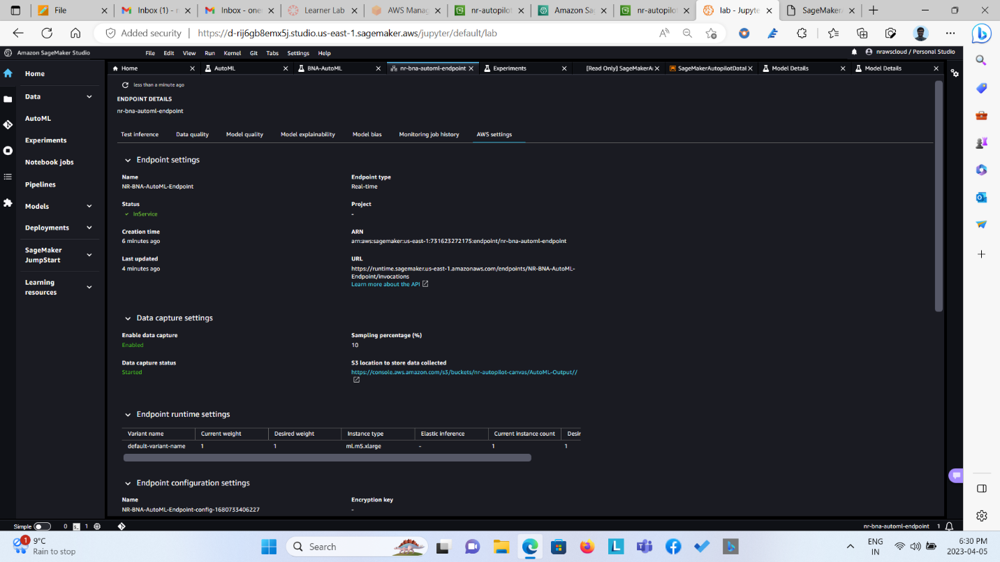 File
Inbox (1) - r
Inbox - one
Learner Lab
AWS Mana
nr-autopilot
Amazon Sa
nr-autopilot
lab - Jupyte
SageMaker
Added security
https://d-rij6gb8emx5j.studio.us-east-1.sagemaker.aws/jupyter/default/lab
Amazon SageMaker Studio
File Edit View Run Kernel Git Tabs Settings Help
nrawscloud / Personal Studio
Home
AutoML
BNA-AutoML
nr-bna-automl-endpoint
Experiments
[Read Only] SageMakerA
SageMakerAutopilotDatal
Model Details
Model Details
Home
Data
AutoML
Experiments
Notebook jobs
Pipelines
Models
Deployments
SageMaker
JumpStart
Learning
resources
less than a minute ago
ENDPOINT DETAILS
nr-bna-automl-endpoint
Test inference Data quality Model quality Model explainability Model bias Monitoring job history AWS settings
Endpoint settings
Name
NR-BNA-AutoML-Endpoint
Endpoint type
Real-time
Status
InService
Project
-
Creation time
6 minutes ago
ARN
arn:aws:sagemaker:us-east-1:731623272175:endpoint/nr-bna-automl-endpoint
Last updated
4 minutes ago
URL
https://runtime.sagemaker.us-east-1.amazonaws.com/endpoints/NR-BNA-AutoML-
Endpoint/invocations
Learn more about the API
Data capture settings
Enable data capture
Enabled
Sampling percentage (%)
10
Data capture status
Started
S3 location to store data collected
https://console.aws.amazon.com/s3/buckets/nr-autopilot-canvas/AutoML-Output//
Endpoint runtime settings
Variant name Current weight Desired weight Instance type Elastic inference Current instance count Desir
default-variant-name 1 1 ml.m5.xlarge - 1 1
Endpoint configuration settings
Name
NR-BNA-AutoML-Endpoint-config-1680733406227
Encryption key
-
Simple 0 1
nr-bna-automl-endpoint 1
1
9°C
Rain to stop
Search
ENG
IN
6:30 PM
2023-04-05